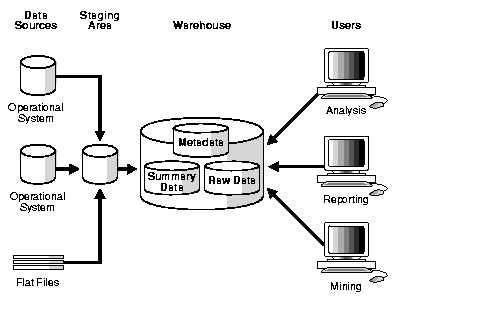 Data
Sources
Staging
Area
Warehouse
Users
Operational
System
Operational
System
Flat Files
Metadata
Summary
Data
Raw Data
Analysis
Reporting
Mining